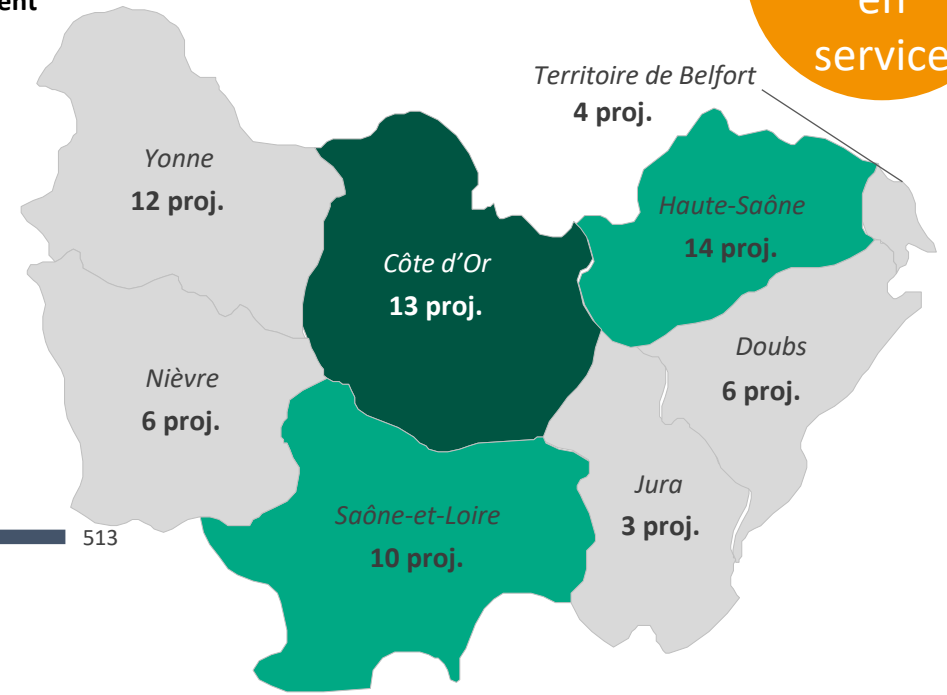 ent
en
service
Territoire de Belfort
4 proj.
Yonne
12 proj.
Haute-Saône
14 proj.
Côte d'Or
13 proj.
Doubs
6 proj.
Nièvre
6 proj.
Jura
3 proj.
Saône-et-Loire
10 proj.
513